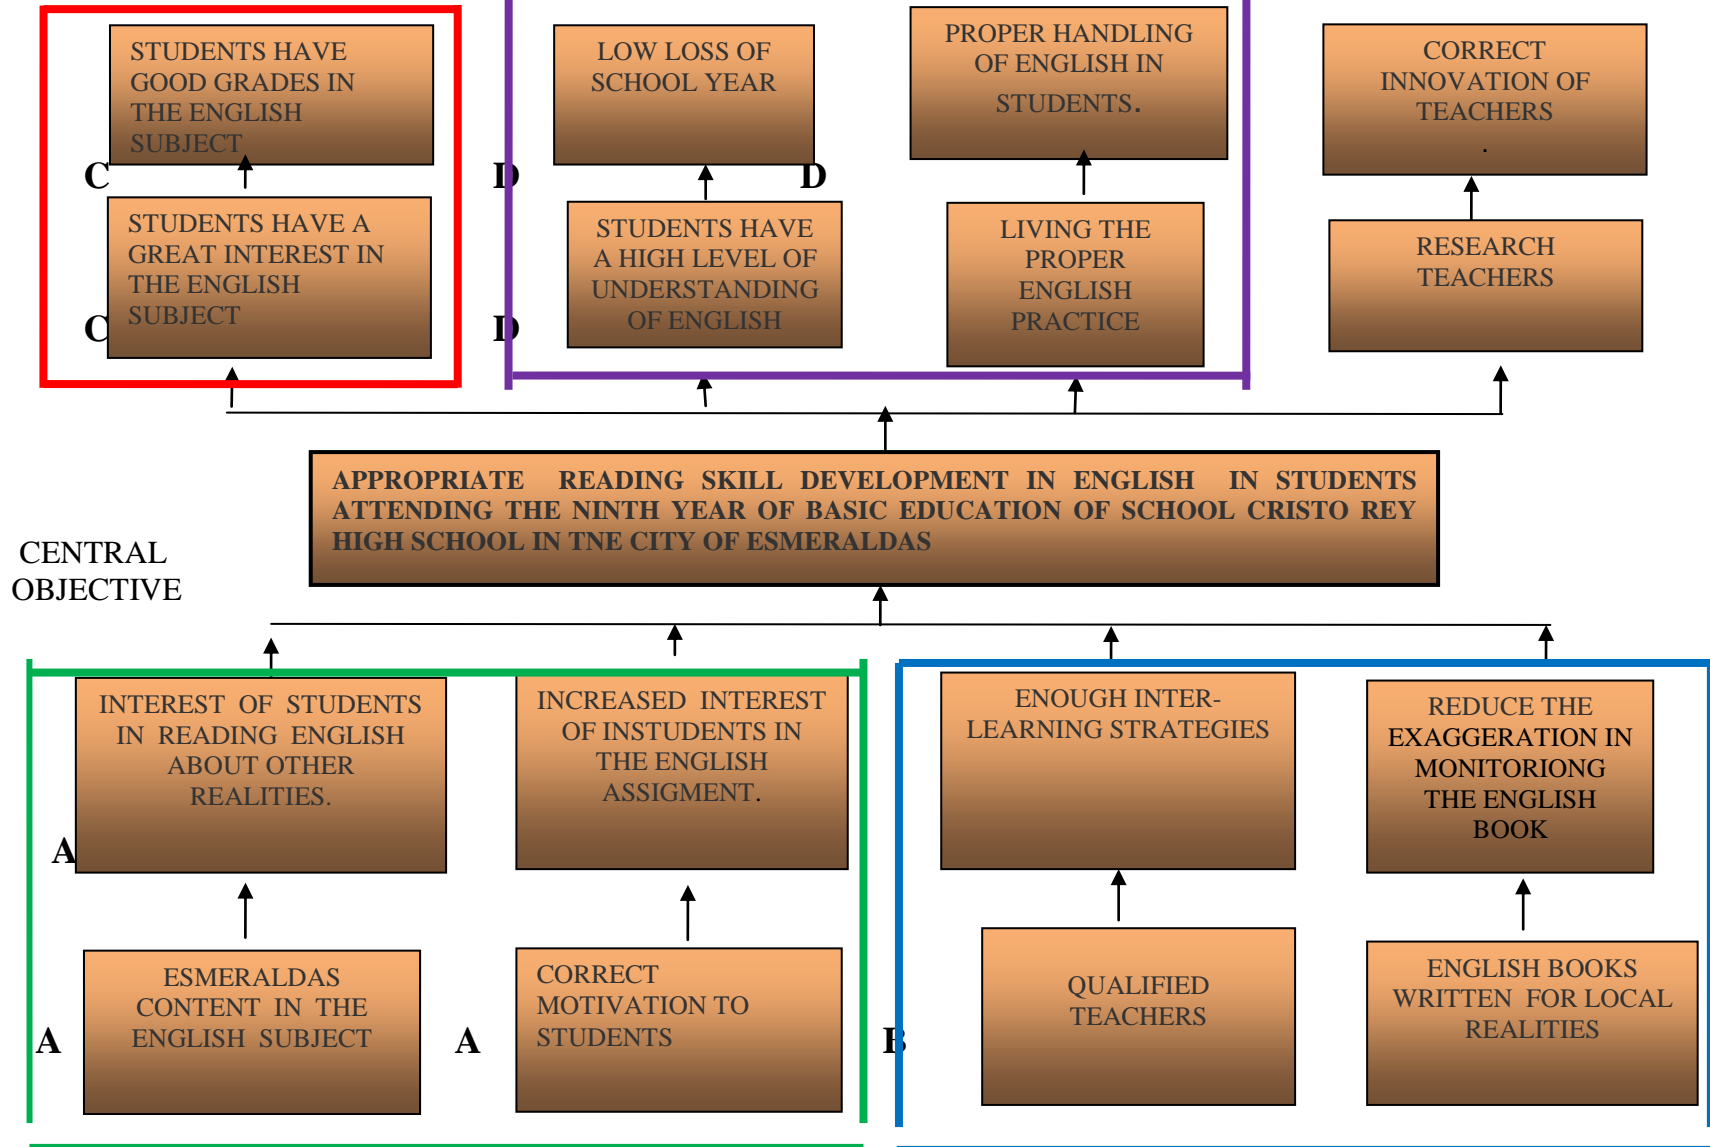 STUDENTS HAVE
GOOD GRADES IN
THE ENGLISH
SUBJECT
LOW LOSS OF
SCHOOL YEAR
PROPER HANDLING
OF ENGLISH IN
STUDENTS.
CORRECT
INNOVATION OF
TEACHERS
.
C
D
D
STUDENTS HAVE A
GREAT INTEREST IN
THE ENGLISH
SUBJECT
STUDENTS HAVE
A HIGH LEVEL OF
UNDERSTANDING
OF ENGLISH
LIVING THE
PROPER
ENGLISH
PRACTICE
RESEARCH
TEACHERS
C
D
APPROPRIATE READING SKILL DEVELOPMENT IN ENGLISH IN STUDENTS
ATTENDING THE NINTH YEAR OF BASIC EDUCATION OF SCHOOL CRISTO REY
HIGH SCHOOL IN TNE CITY OF ESMERALDAS
CENTRAL
OBJECTIVE
INTEREST OF STUDENTS
IN READING ENGLISH
ABOUT OTHER
REALITIES.
INCREASED INTEREST
OF INSTUDENTS IN
THE ENGLISH
ASSIGMENT.
ENOUGH INTER-
LEARNING STRATEGIES
REDUCE THE
EXAGGERATION IN
MONITORIONG
THE ENGLISH
BOOK
A
ESMERALDAS
CONTENT IN THE
ENGLISH SUBJECT
CORRECT
MOTIVATION TO
STUDENTS
QUALIFIED
TEACHERS
ENGLISH BOOKS
WRITTEN FOR LOCAL
REALITIES
A
A
B